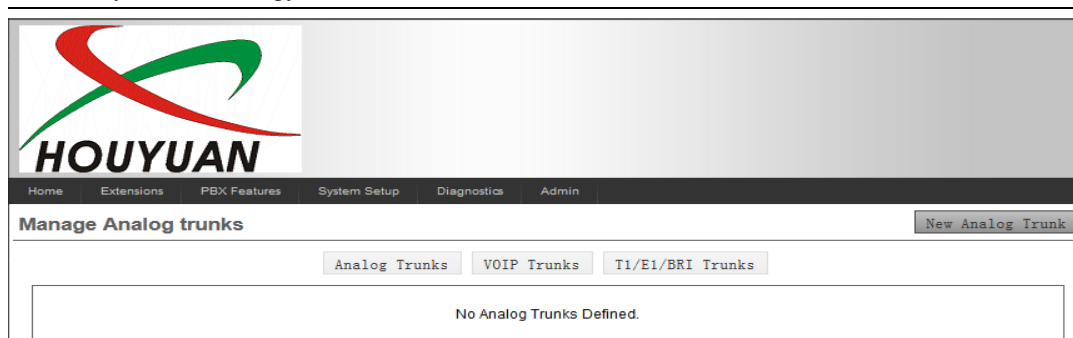 HOUYUAN
Home Extensions PBX Features System Setup Diagnostics Admin
Manage Analog trunks New Analog Trunk
Analog Trunks VOIP Trunks T1/E1/BRI Trunks
No Analog Trunks Defined.